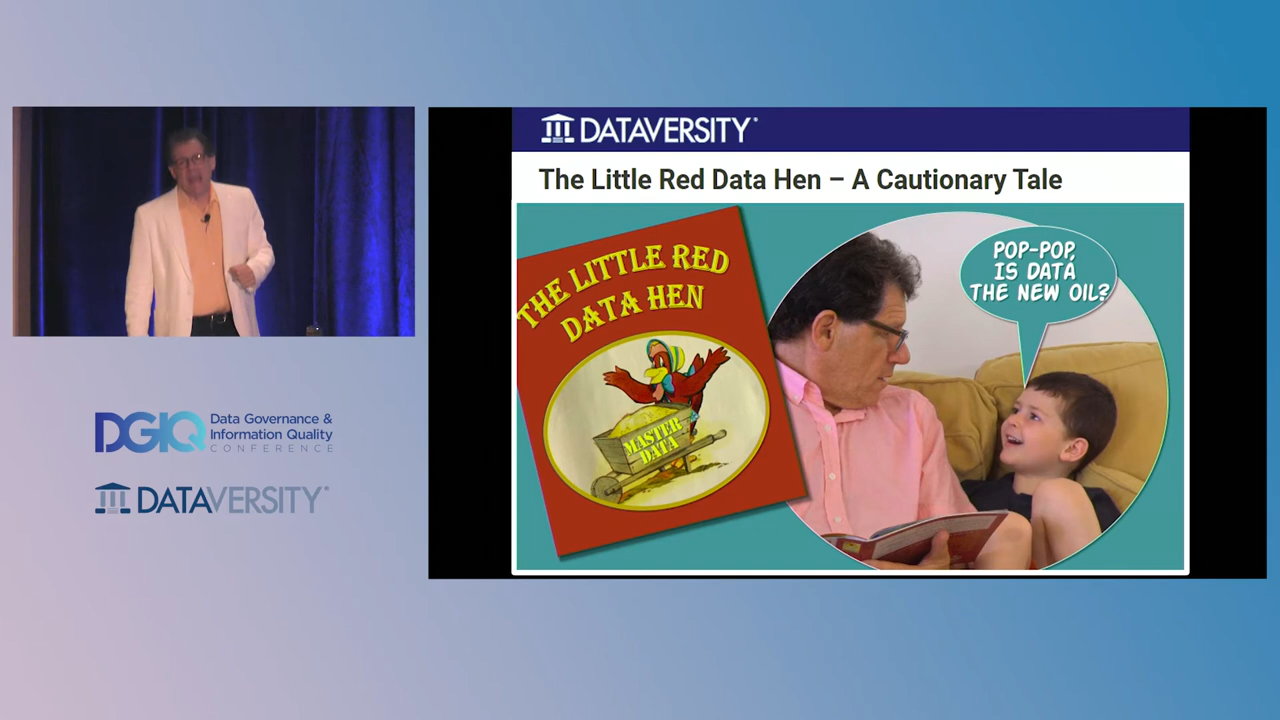 DATAVERSITY®
The Little Red Data Hen – A Cautionary Tale
THE LITTLE RED
DATA HEN
MASTER
DATA
POP-POP,
IS DATA
THE NEW OIL?
DGIQ
Data Governance &
Information Quality
CONFERENCE
DATAVERSITY®